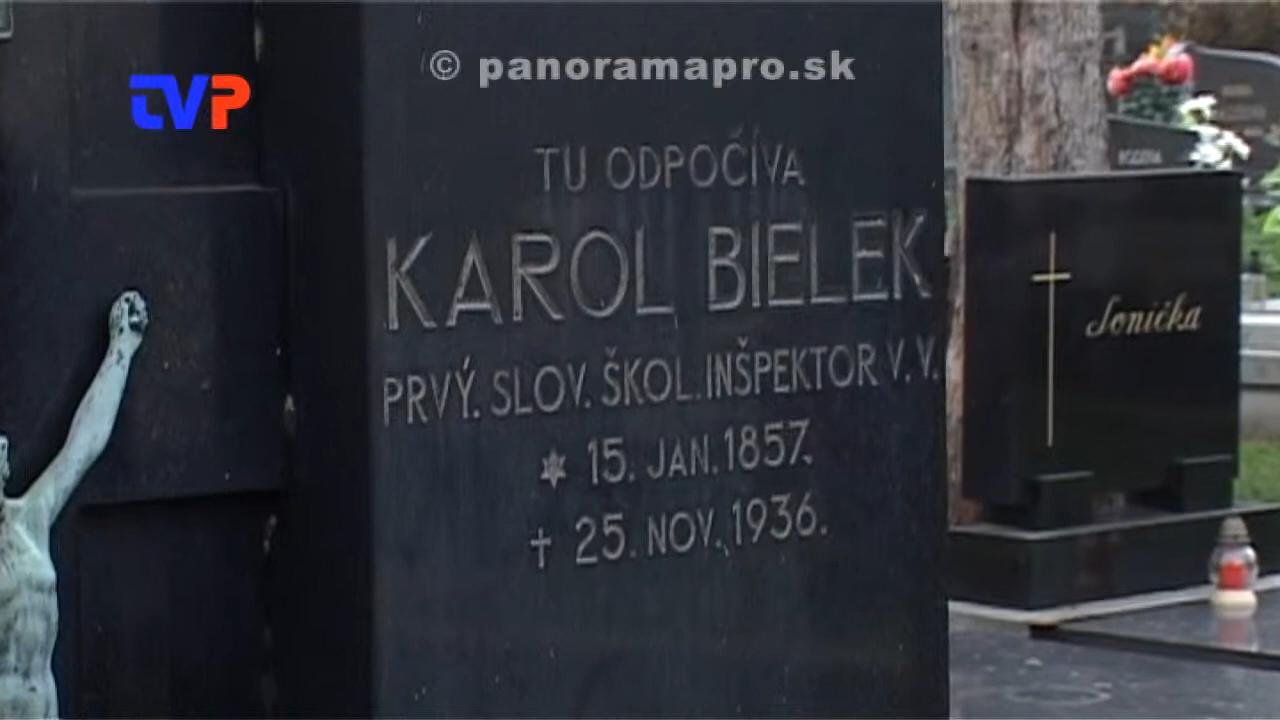 © panoramapro.sk
TVP
TU ODPOČÍVA
KAROL BIELEK
PRVÝ. SLOV. ŠKOL. INŠPEKTOR V. V.
* 15. JAN. 1857.
† 25. NOV. 1936.
Sonička